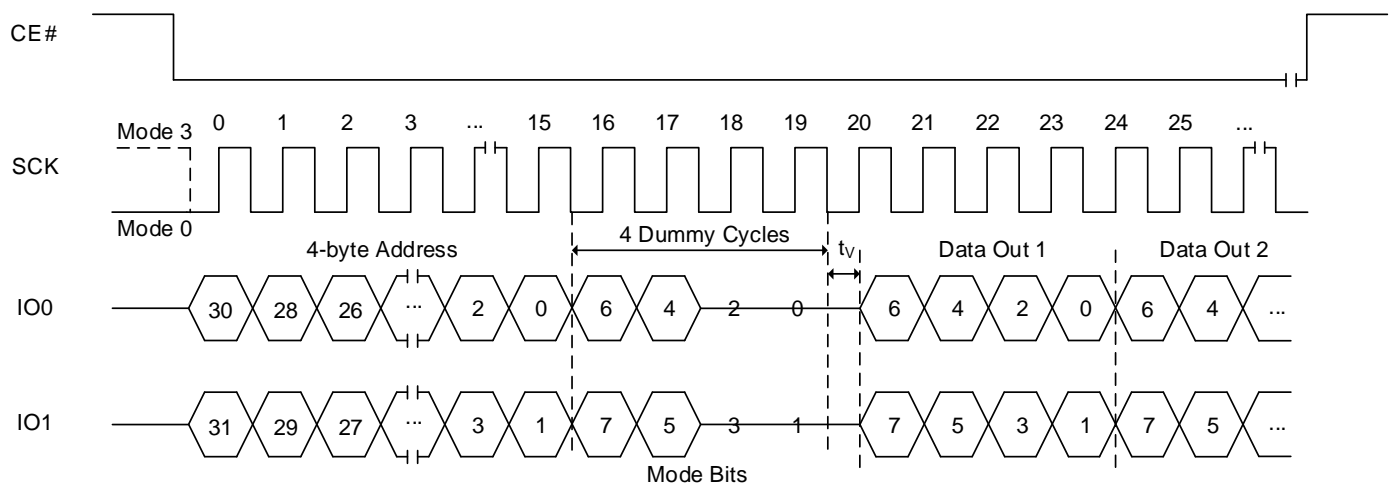 CE#
Mode 3 0 1 2 3 ... 15 16 17 18 19 20 21 22 23 24 25 ...
SCK
Mode 0
4-byte Address 4 Dummy Cycles tV Data Out 1 Data Out 2
IO0 30 28 26 ... 2 0 6 4 2 0 6 4 2 0 6 4 ...
IO1 31 29 27 ... 3 1 7 5 3 1 7 5 3 1 7 5 ...
Mode Bits